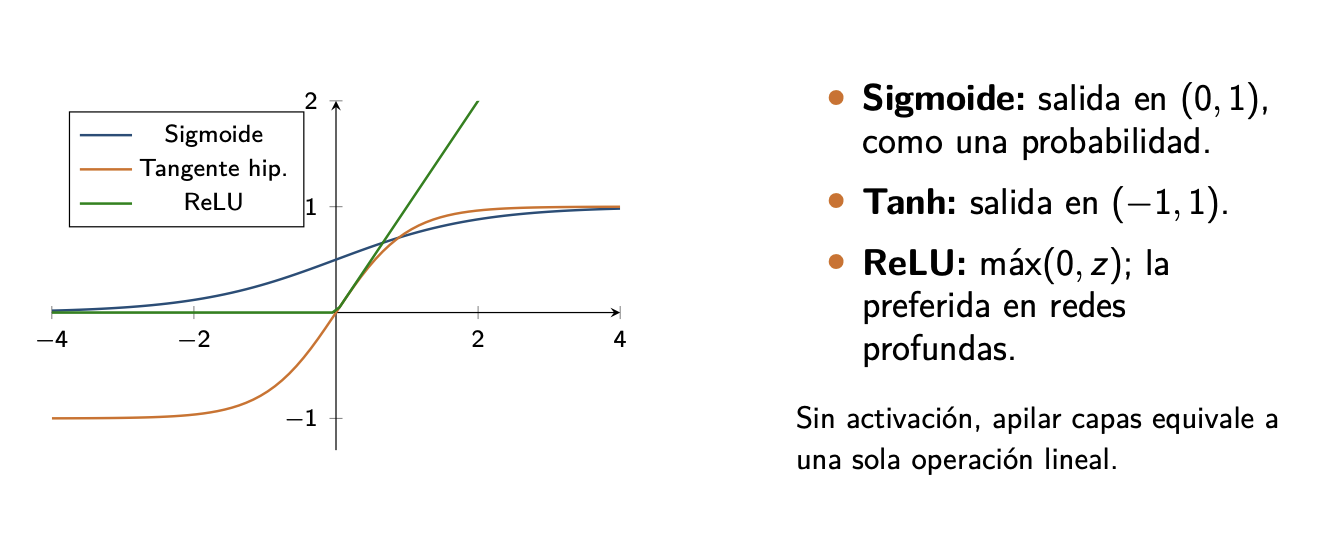 2
Sigmoide
Tangente hip.
ReLU
1
−4
−2
2
4
−1
• Sigmoide: salida en (0, 1),
como una probabilidad.
• Tanh: salida en (−1, 1).
• ReLU: máx(0, z); la
preferida en redes
profundas.
Sin activación, apilar capas equivale a
una sola operación lineal.